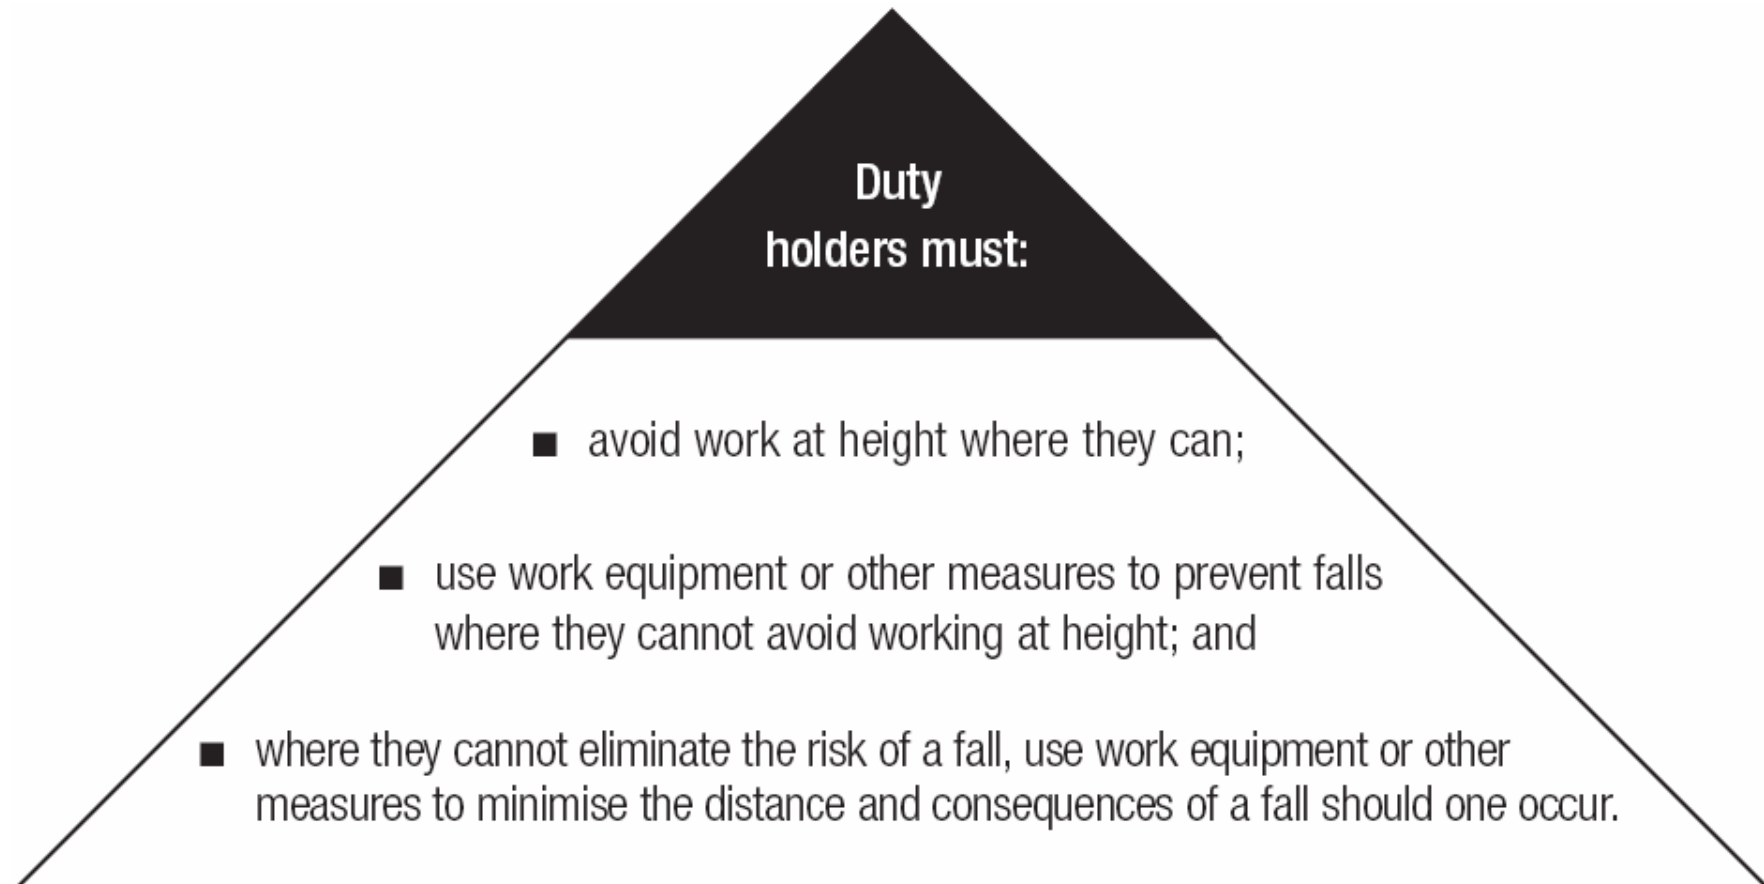 Duty
holders must:
■ avoid work at height where they can;
■ use work equipment or other measures to prevent falls
where they cannot avoid working at height; and
■ where they cannot eliminate the risk of a fall, use work equipment or other
measures to minimise the distance and consequences of a fall should one occur.